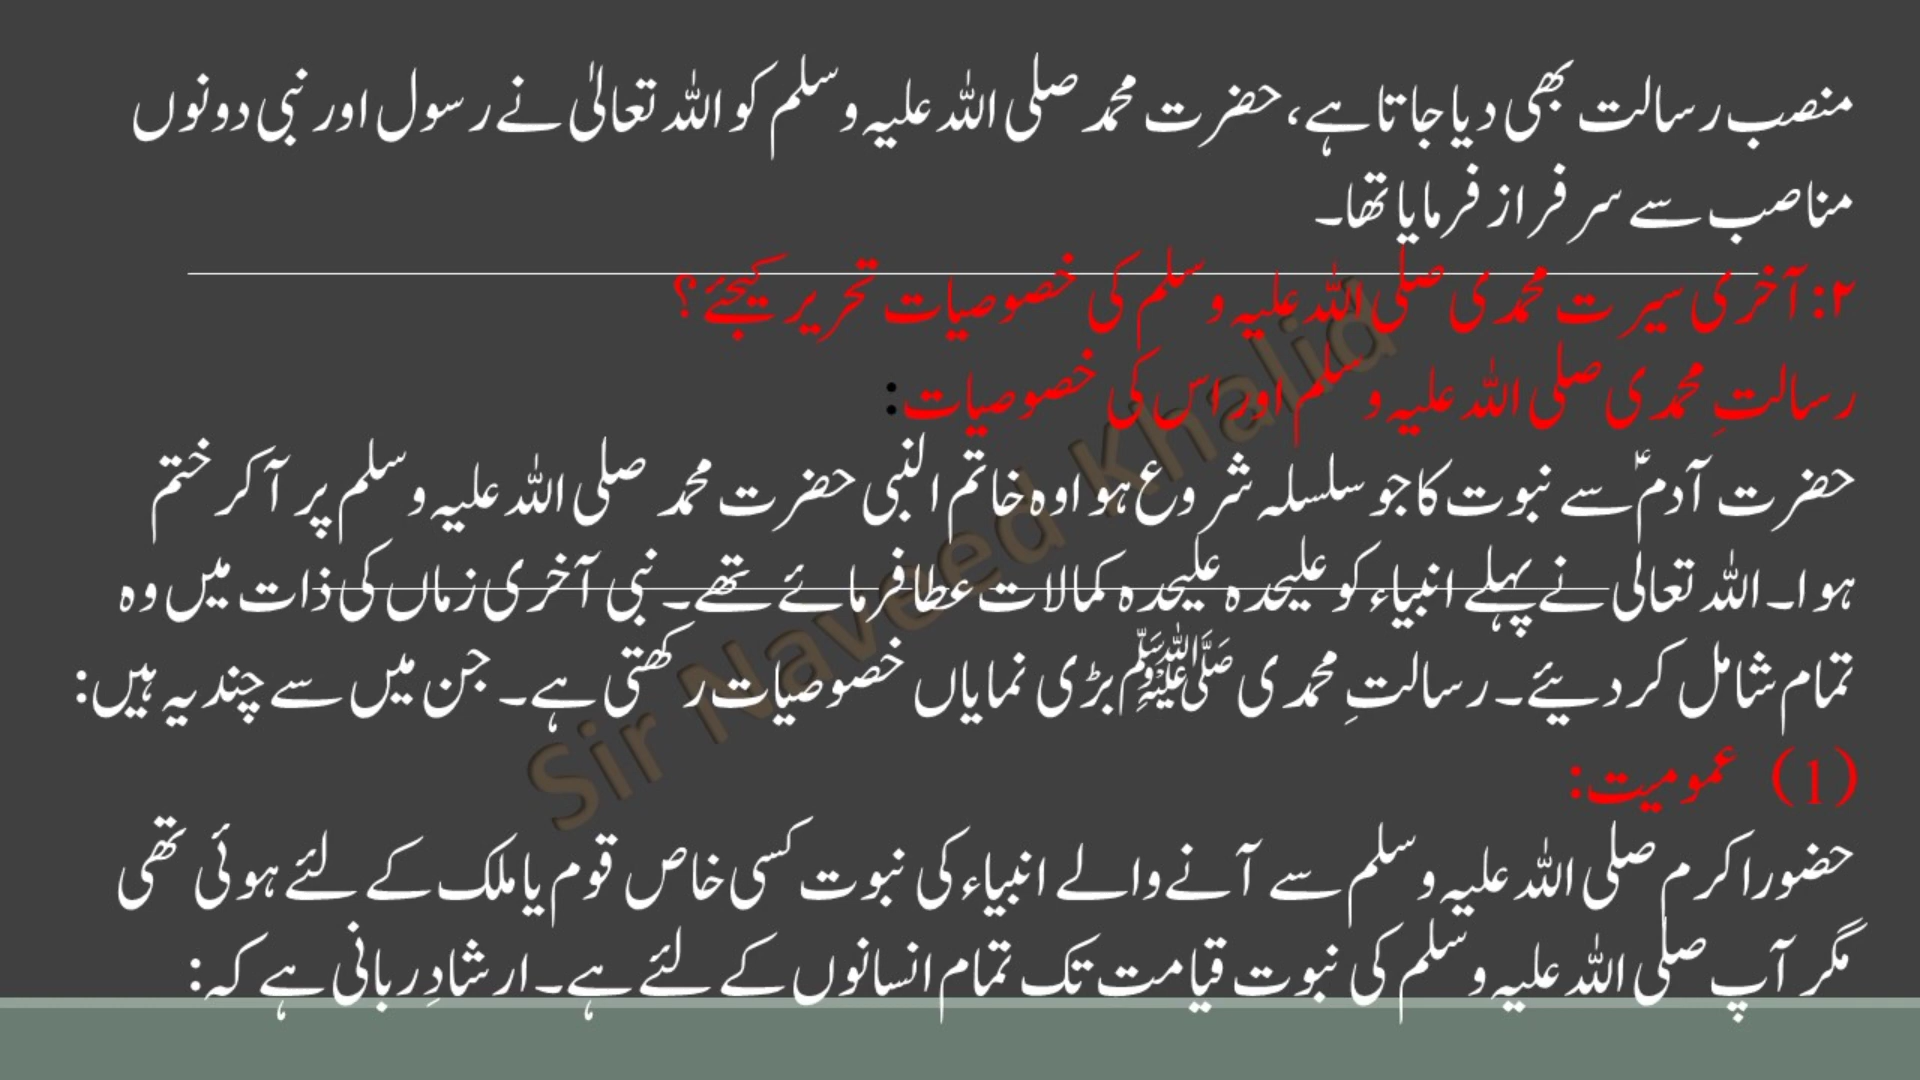 منصب رسالت بھی دیا جاتا ہے، حضرت محمد صلی اللہ علیہ وسلم کو اللہ تعالیٰ نے رسول اور نبی دونوں
مناصب سے سرفراز فرمایا تھا۔
۲: آخری سیرت محمدی صلی اللہ علیہ وسلم کی خصوصیات تحریر کیجئے؟
رسالتِ محمدی صلی اللہ علیہ وسلم اور اس کی خصوصیات:
حضرت آدمؑ سے نبوت کا جو سلسلہ شروع ہوا وہ خاتم النبی حضرت محمد صلی اللہ علیہ وسلم پر آکر ختم
ہوا۔ اللہ تعالیٰ نے پہلے انبیاء کو علیحدہ علیحدہ کمالات عطا فرمائے تھے۔ نبی آخری زماں کی ذات میں وہ
تمام شامل کردیئے۔ رسالتِ محمدی ﷺ بڑی نمایاں خصوصیات رکھتی ہے۔ جن میں سے چند یہ ہیں:
(1) عمومیت:
حضور اکرم صلی اللہ علیہ وسلم سے آنے والے انبیاء کی نبوت کسی خاص قوم یا ملک کے لئے ہوئی تھی
مگر آپ صلی اللہ علیہ وسلم کی نبوت قیامت تک تمام انسانوں کے لئے ہے۔ ارشادِ ربانی ہے کہ:
Sir Naveed Khalid